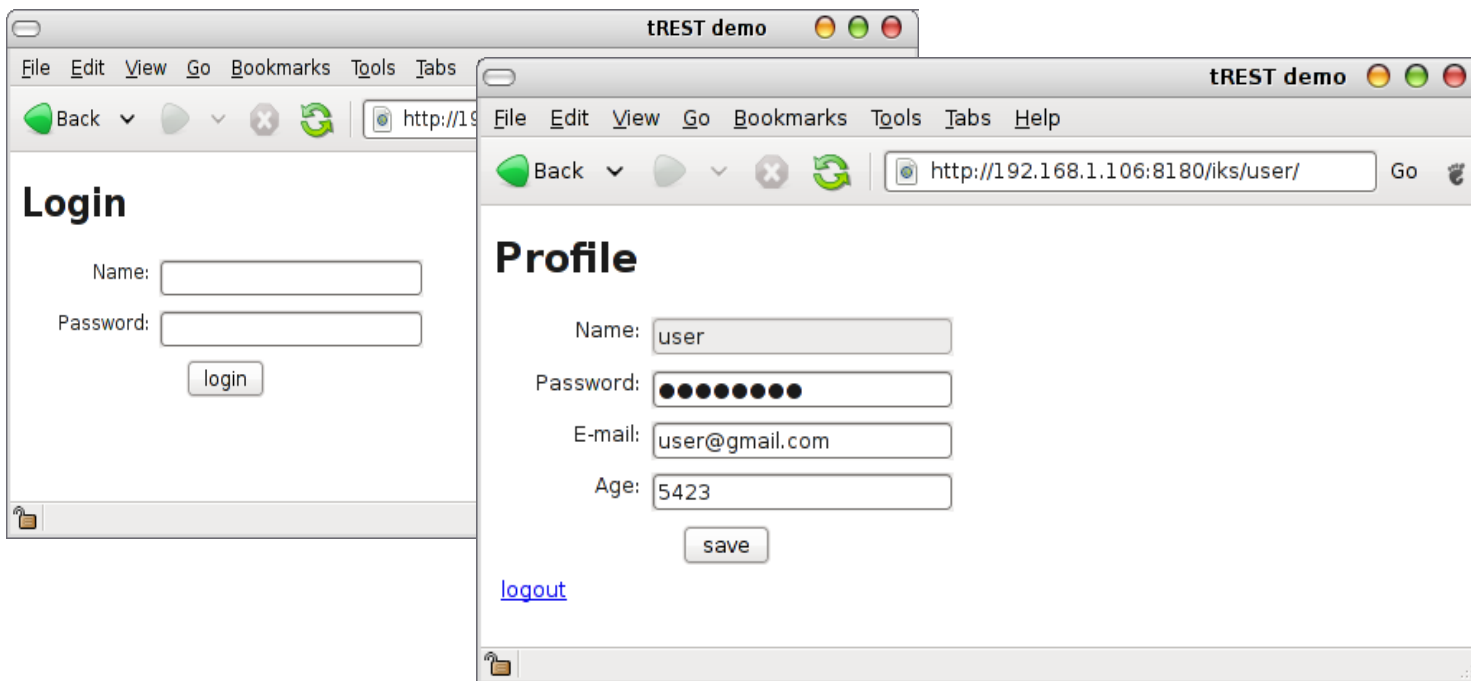 tREST demo
File Edit View Go Bookmarks Tools Tabs
Back http://19
Login
Name:
Password:
login
tREST demo
File Edit View Go Bookmarks Tools Tabs Help
Back http://192.168.1.106:8180/iks/user/ Go
Profile
Name: user
Password: ●●●●●●●●
E-mail: user@gmail.com
Age: 5423
save
logout